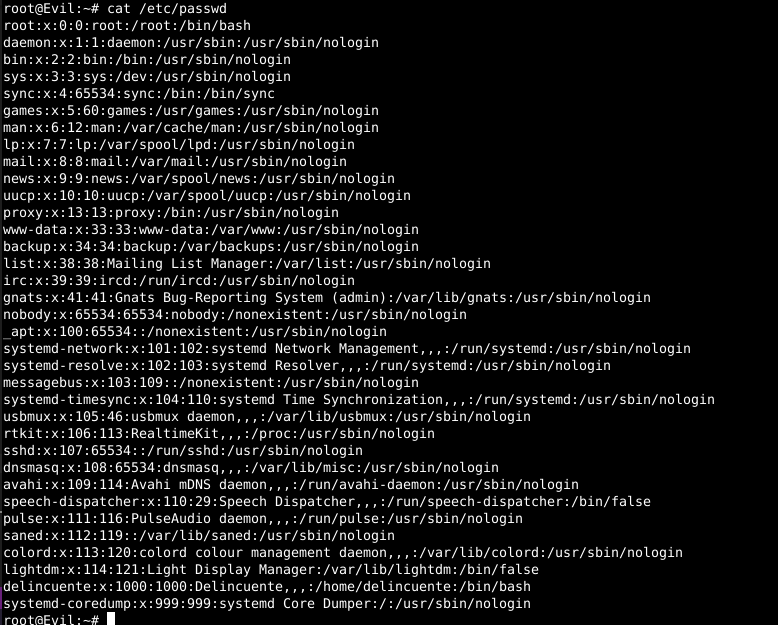 root@Evil:~# cat /etc/passwd
root:x:0:0:root:/root:/bin/bash
daemon:x:1:1:daemon:/usr/sbin:/usr/sbin/nologin
bin:x:2:2:bin:/bin:/usr/sbin/nologin
sys:x:3:3:sys:/dev:/usr/sbin/nologin
sync:x:4:65534:sync:/bin:/bin/sync
games:x:5:60:games:/usr/games:/usr/sbin/nologin
man:x:6:12:man:/var/cache/man:/usr/sbin/nologin
lp:x:7:7:lp:/var/spool/lpd:/usr/sbin/nologin
mail:x:8:8:mail:/var/mail:/usr/sbin/nologin
news:x:9:9:news:/var/spool/news:/usr/sbin/nologin
uucp:x:10:10:uucp:/var/spool/uucp:/usr/sbin/nologin
proxy:x:13:13:proxy:/bin:/usr/sbin/nologin
www-data:x:33:33:www-data:/var/www:/usr/sbin/nologin
backup:x:34:34:backup:/var/backups:/usr/sbin/nologin
list:x:38:38:Mailing List Manager:/var/list:/usr/sbin/nologin
irc:x:39:39:ircd:/run/ircd:/usr/sbin/nologin
gnats:x:41:41:Gnats Bug-Reporting System (admin):/var/lib/gnats:/usr/sbin/nologin
nobody:x:65534:65534:nobody:/nonexistent:/usr/sbin/nologin
_apt:x:100:65534::/nonexistent:/usr/sbin/nologin
systemd-network:x:101:102:systemd Network Management,,,:/run/systemd:/usr/sbin/nologin
systemd-resolve:x:102:103:systemd Resolver,,,:/run/systemd:/usr/sbin/nologin
messagebus:x:103:109::/nonexistent:/usr/sbin/nologin
systemd-timesync:x:104:110:systemd Time Synchronization,,,:/run/systemd:/usr/sbin/nologin
usbmux:x:105:46:usbmux daemon,,,:/var/lib/usbmux:/usr/sbin/nologin
rtkit:x:106:113:RealtimeKit,,,:/proc:/usr/sbin/nologin
sshd:x:107:65534::/run/sshd:/usr/sbin/nologin
dnsmasq:x:108:65534:dnsmasq,,,:/var/lib/misc:/usr/sbin/nologin
avahi:x:109:114:Avahi mDNS daemon,,,:/run/avahi-daemon:/usr/sbin/nologin
speech-dispatcher:x:110:29:Speech Dispatcher,,,:/run/speech-dispatcher:/bin/false
pulse:x:111:116:PulseAudio daemon,,,:/run/pulse:/usr/sbin/nologin
saned:x:112:119::/var/lib/saned:/usr/sbin/nologin
colord:x:113:120:colord colour management daemon,,,:/var/lib/colord:/usr/sbin/nologin
lightdm:x:114:121:Light Display Manager:/var/lib/lightdm:/bin/false
delincuente:x:1000:1000:Delincuente,,,:/home/delincuente:/bin/bash
systemd-coredump:x:999:999:systemd Core Dumper:/:/usr/sbin/nologin
root@Evil:~#